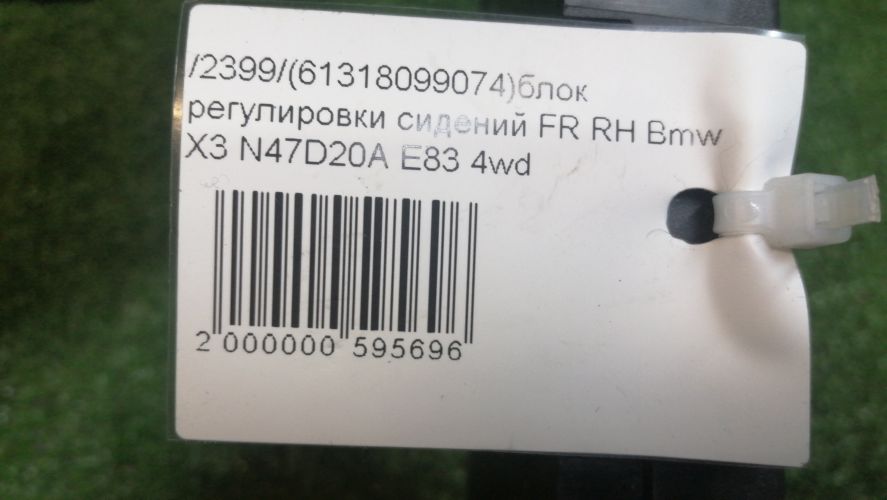 /2399/(61318099074)блок
регулировки сидений FR RH Bmw
X3 N47D20A E83 4wd
2 000000 595696